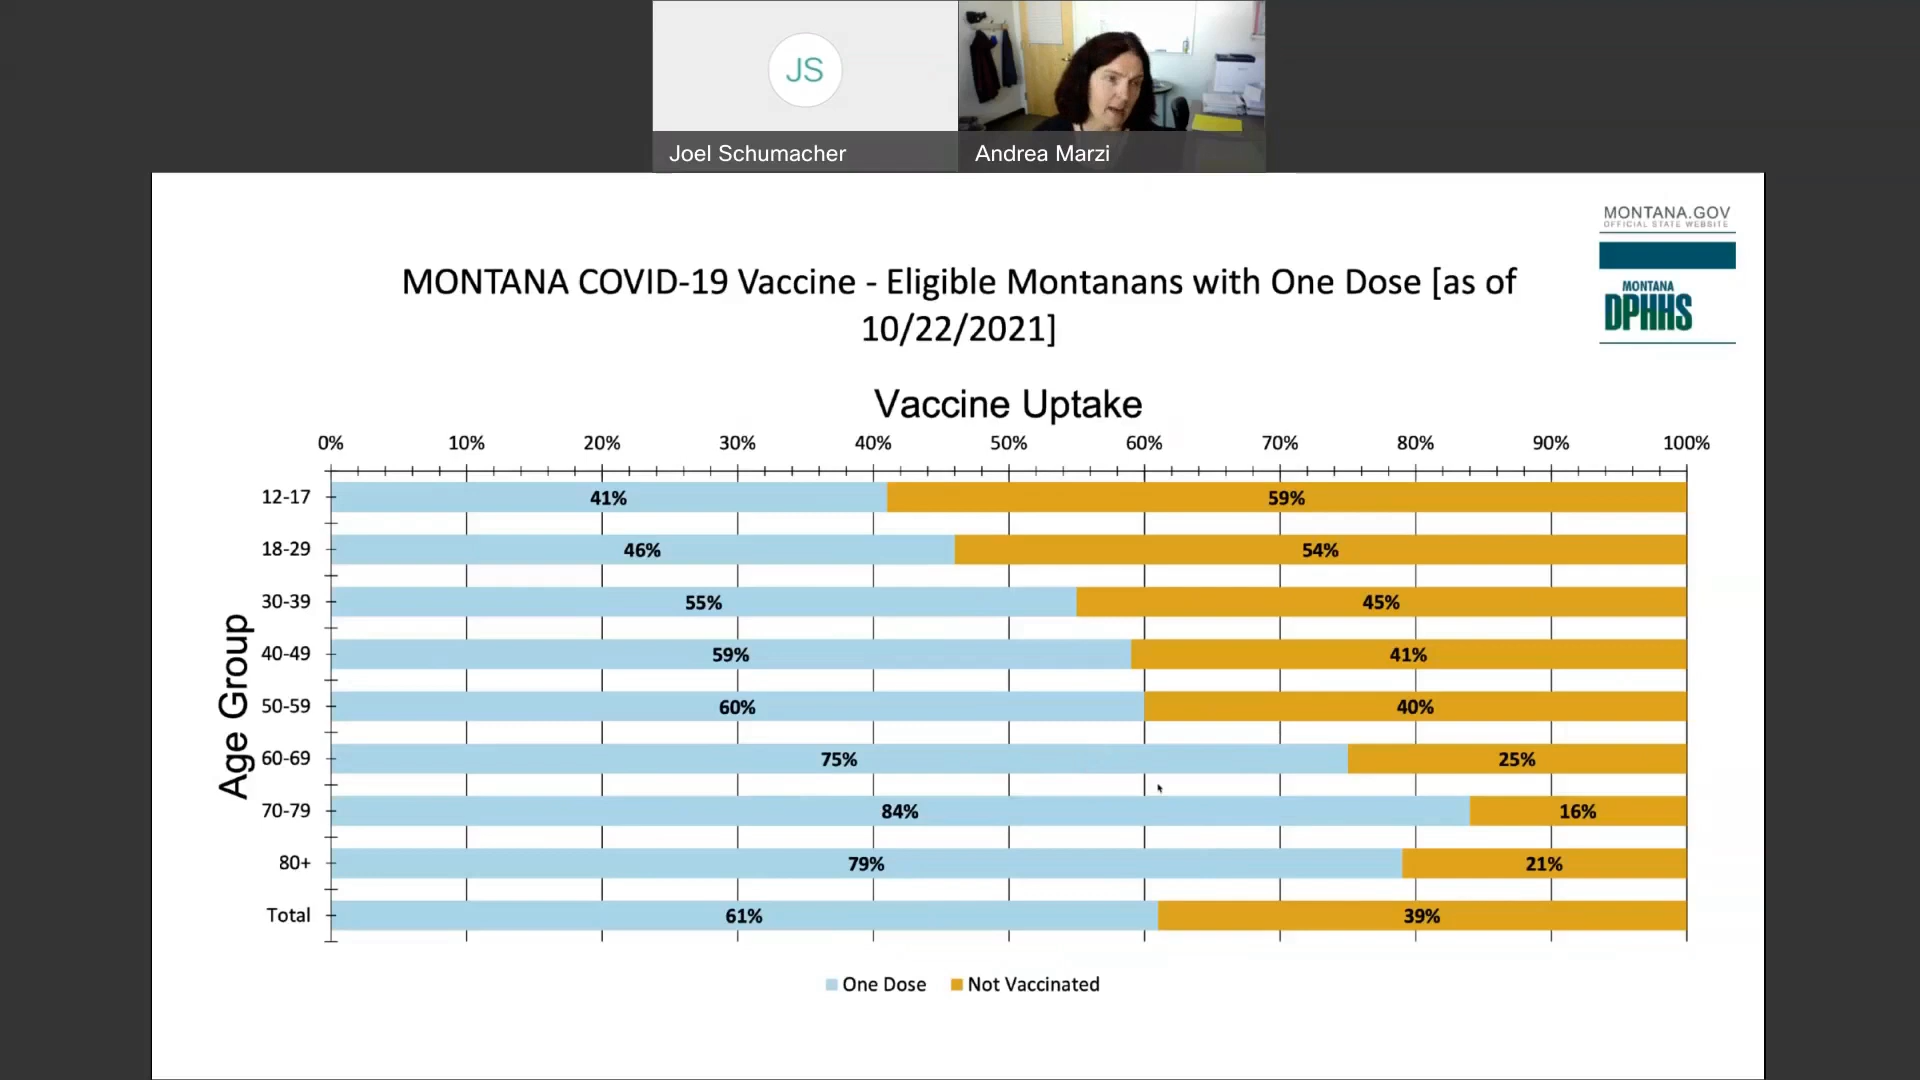 JS
Joel Schumacher
Andrea Marzi
MONTANA.GOV
OFFICIAL STATE WEBSITE
MONTANA
DPHHS
MONTANA COVID-19 Vaccine - Eligible Montanans with One Dose [as of
10/22/2021]
Vaccine Uptake
0% 10% 20% 30% 40% 50% 60% 70% 80% 90% 100%
Age Group
12-17 41% 59%
18-29 46% 54%
30-39 55% 45%
40-49 59% 41%
50-59 60% 40%
60-69 75% 25%
70-79 84% 16%
80+ 79% 21%
Total 61% 39%
One Dose Not Vaccinated